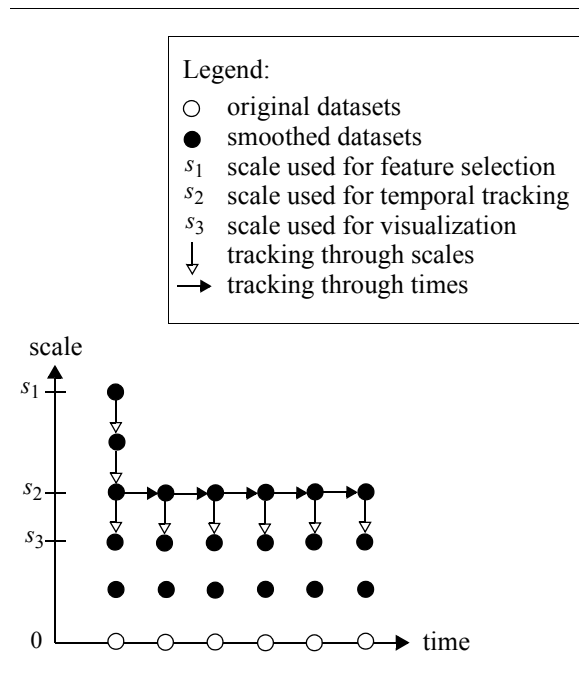 Legend:
original datasets
smoothed datasets
s1 scale used for feature selection
s2 scale used for temporal tracking
s3 scale used for visualization
tracking through scales
tracking through times
scale
s1
s2
s3
0
time